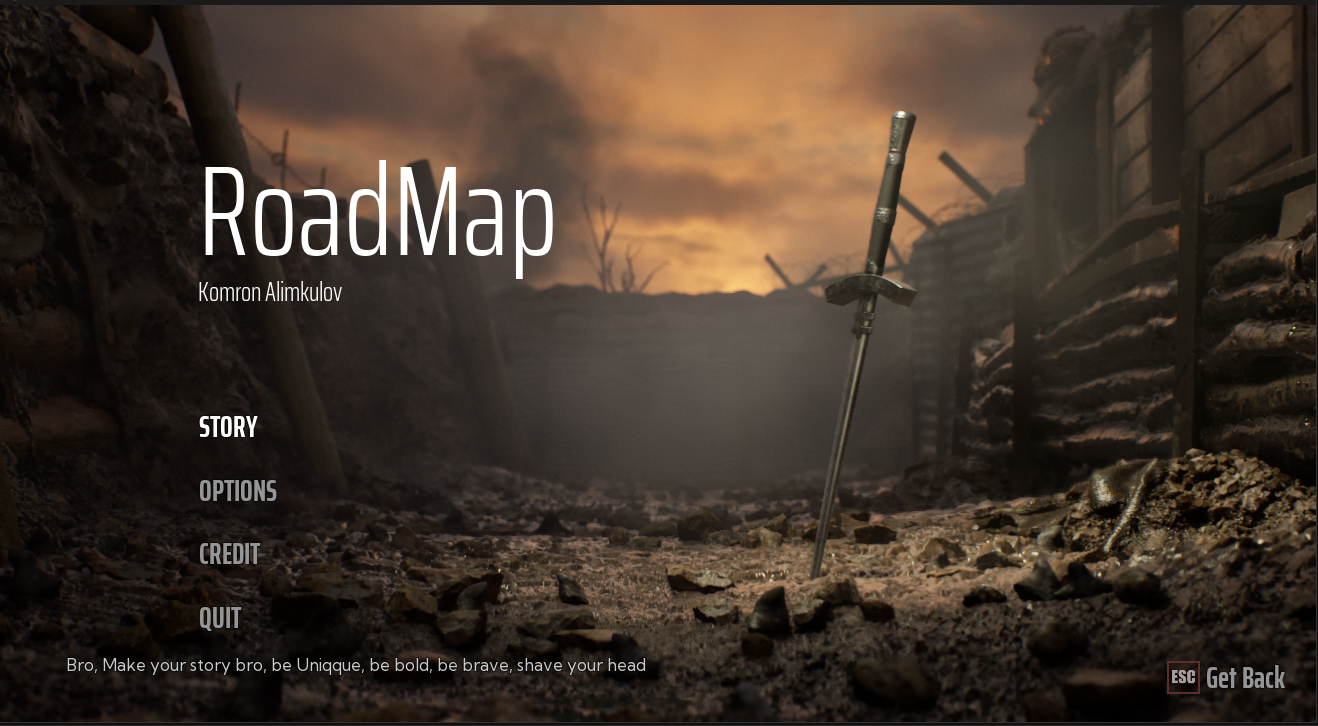 RoadMap
Komron Alimkulov
STORY
OPTIONS
CREDIT
QUIT
Bro, Make your story bro, be Uniqque, be bold, be brave, shave your head
ESC Get Back